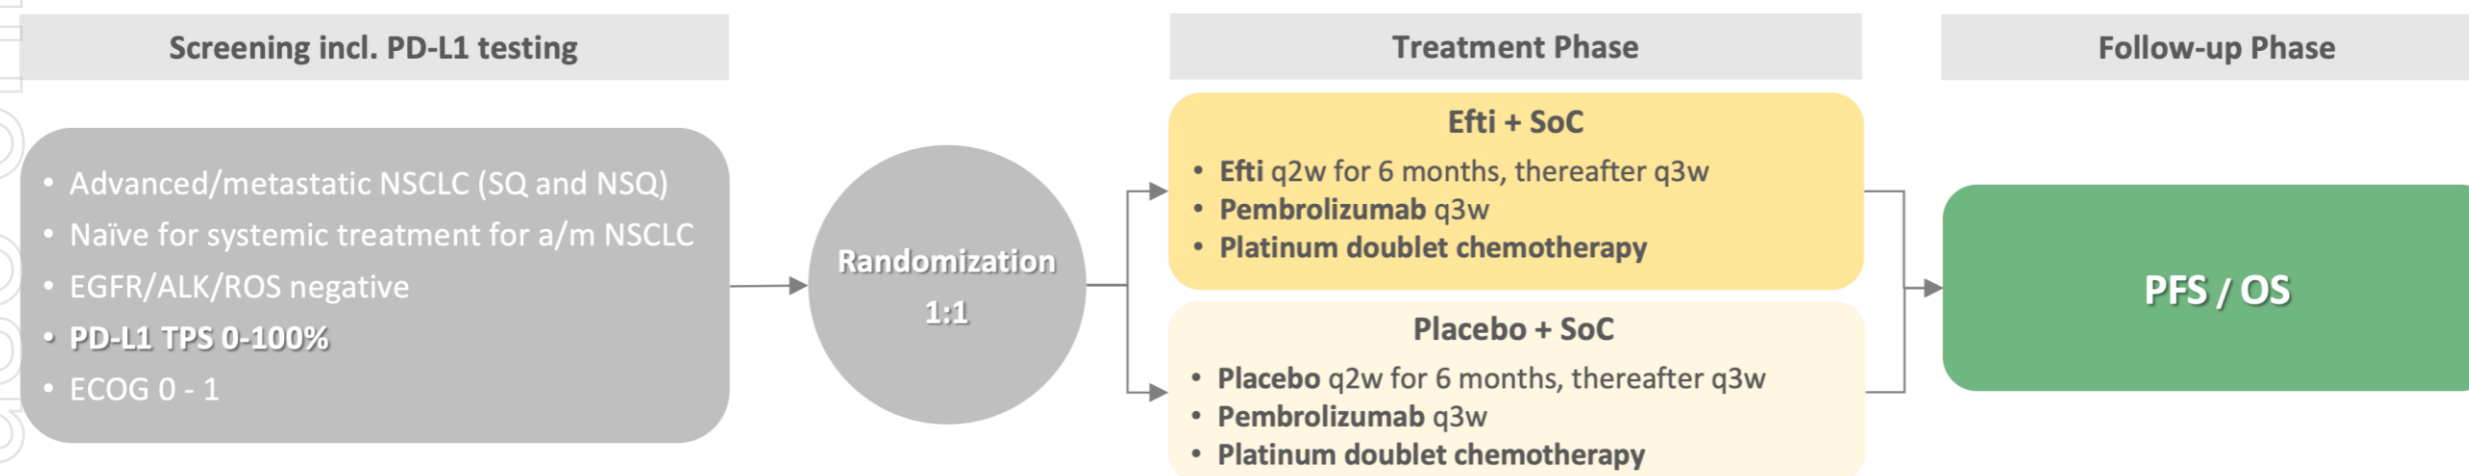 Screening incl. PD-L1 testing
• Advanced/metastatic NSCLC (SQ and NSQ)
• Naïve for systemic treatment for a/m NSCLC
• EGFR/ALK/ROS negative
• PD-L1 TPS 0-100%
• ECOG 0 - 1
Randomization
1:1
Treatment Phase
Efti + SoC
• Efti q2w for 6 months, thereafter q3w
• Pembrolizumab q3w
• Platinum doublet chemotherapy
Placebo + SoC
• Placebo q2w for 6 months, thereafter q3w
• Pembrolizumab q3w
• Platinum doublet chemotherapy
Follow-up Phase
PFS / OS